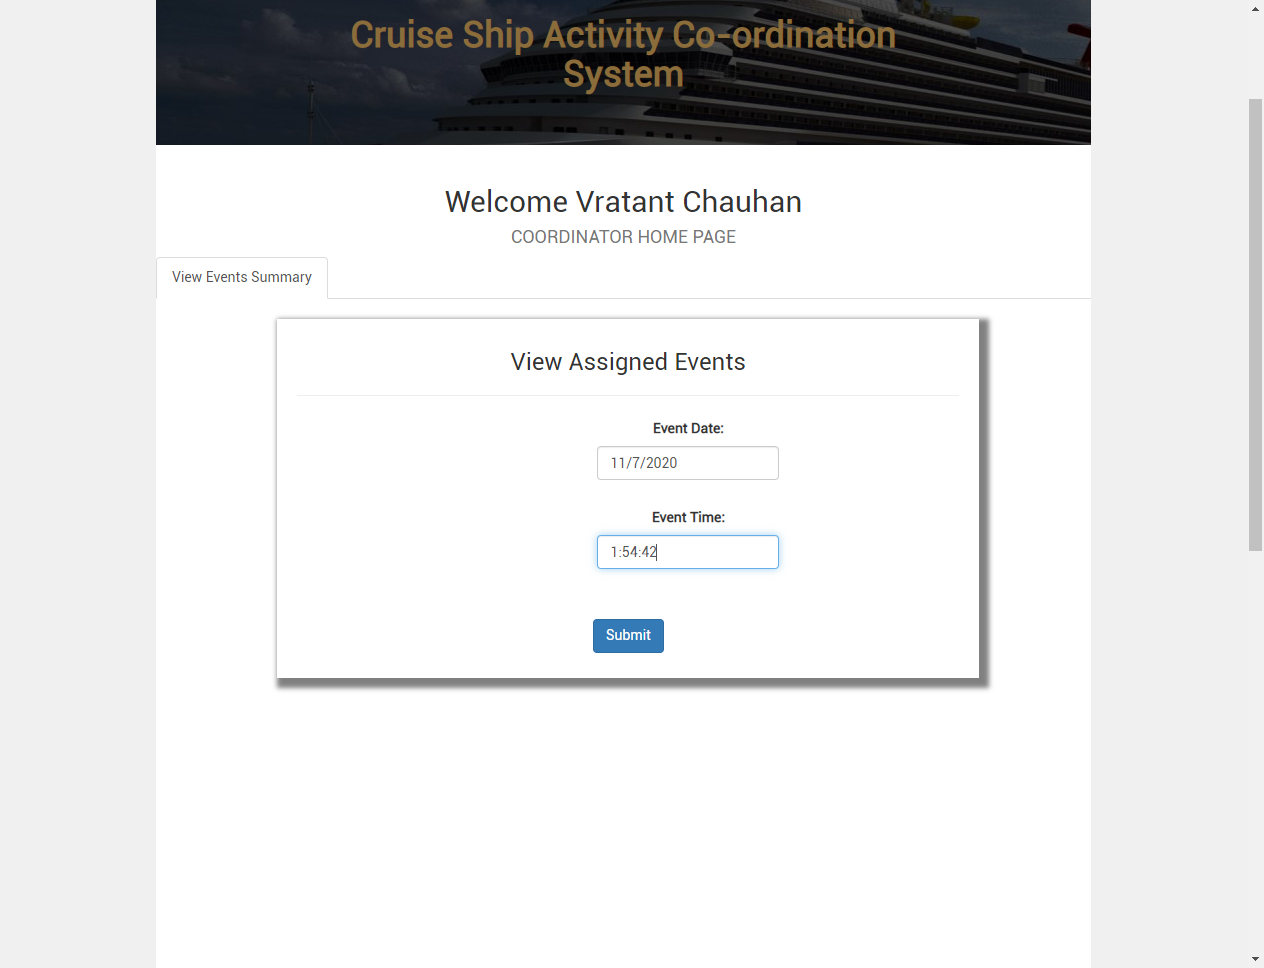 Cruise Ship Activity Co-ordination
System
Welcome Vratant Chauhan
COORDINATOR HOME PAGE
View Events Summary
View Assigned Events
Event Date:
11/7/2020
Event Time:
1:54:42
Submit